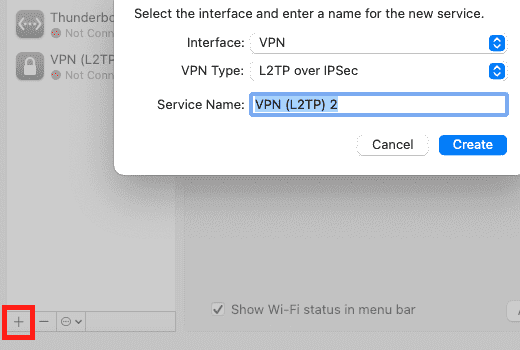 Select the interface and enter a name for the new service.
Thunderbo
Not Conn
Interface: VPN
VPN (L2TP
Not Conne
VPN Type: L2TP over IPSec
Service Name: VPN (L2TP) 2
Cancel Create
Show Wi-Fi status in menu bar